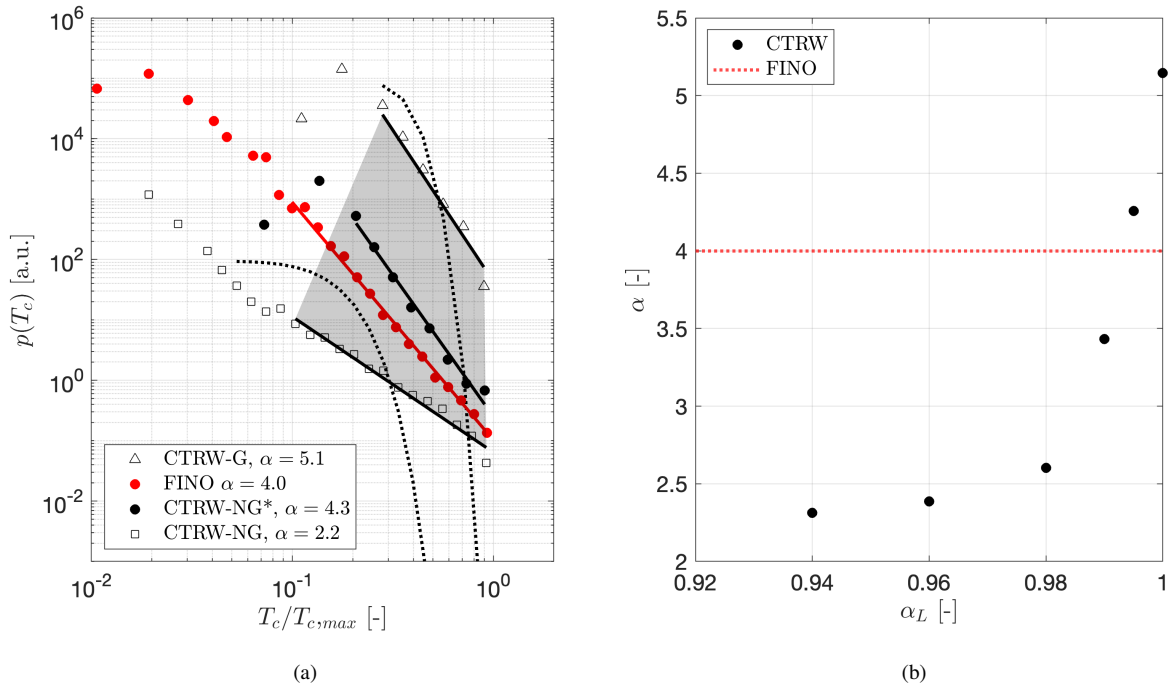 10^6
10^4
10^2
10^0
10^-2
p(T_c) [a.u.]
CTRW-G, α = 5.1
FINO α = 4.0
CTRW-NG*, α = 4.3
CTRW-NG, α = 2.2
10^-2
10^-1
10^0
T_c/T_c,max [-]
(a)
5.5
5
4.5
4
3.5
3
2.5
2
α [-]
CTRW
FINO
0.92
0.94
0.96
0.98
1
α_L [-]
(b)